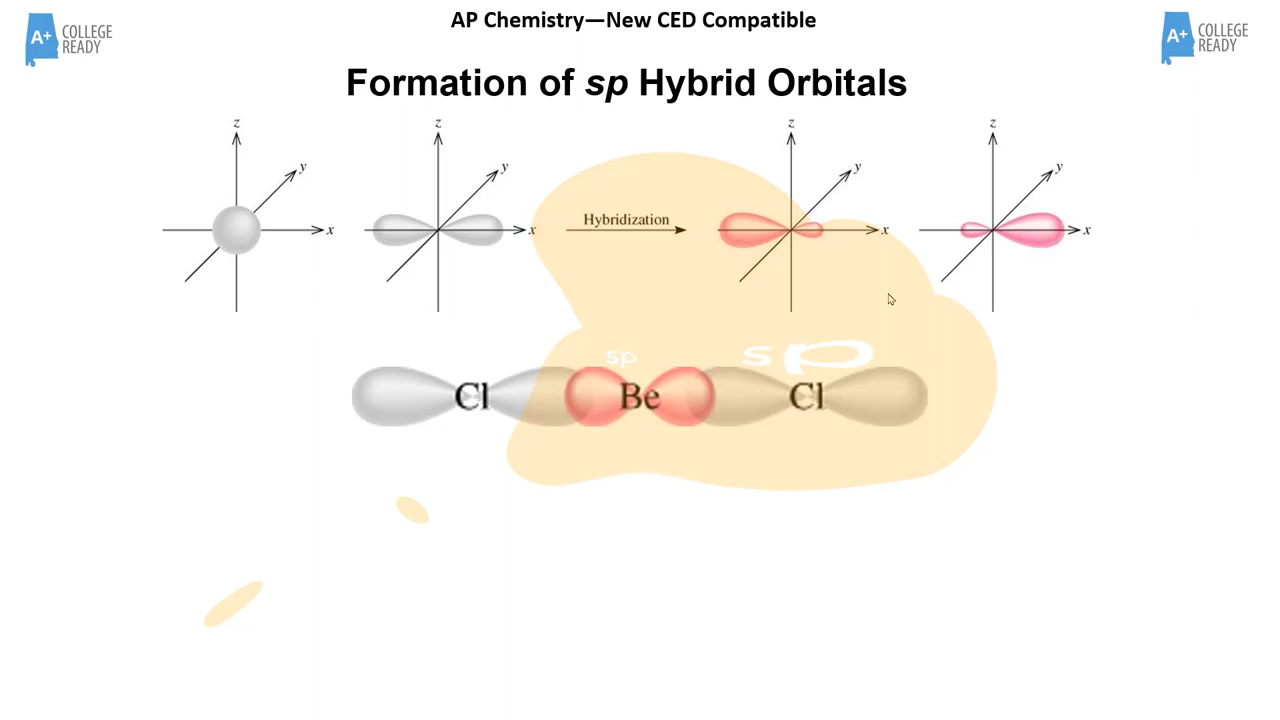 AP Chemistry—New CED Compatible
A+ COLLEGE READY
A+ COLLEGE READY
Formation of sp Hybrid Orbitals
z z z z
y y y y
Hybridization
x x x x
sp sp
Cl Be Cl